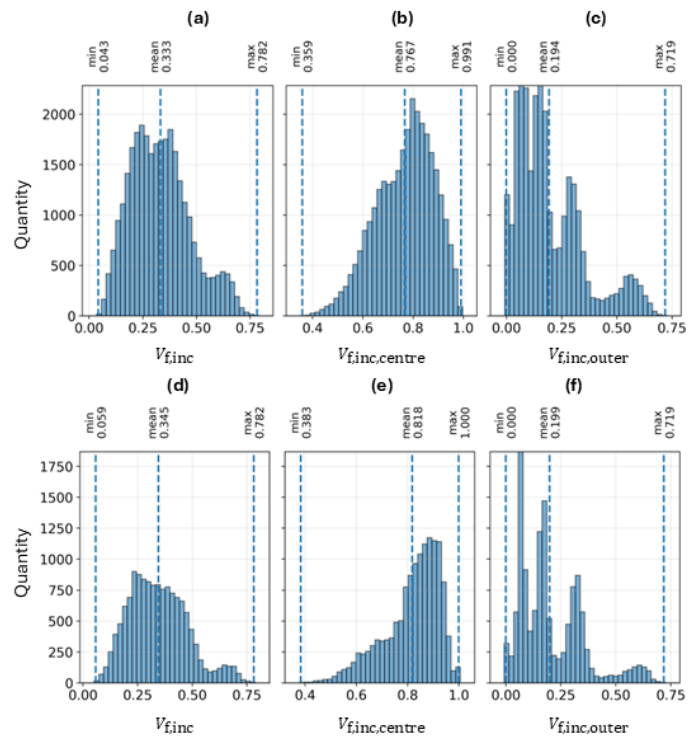 (a)
(b)
(c)
min
0.043
mean
0.333
max
0.782
min
0.359
mean
0.767
max
0.991
min
0.000
mean
0.194
max
0.719
Quantity
2000
1500
1000
500
0
0.00 0.25 0.50 0.75
0.4 0.6 0.8 1.0
0.00 0.25 0.50 0.75
Vf,inc
Vf,inc,centre
Vf,inc,outer
(d)
(e)
(f)
min
0.059
mean
0.345
max
0.782
min
0.383
mean
0.818
max
1.000
min
0.000
mean
0.199
max
0.719
Quantity
1750
1500
1250
1000
750
500
250
0
0.00 0.25 0.50 0.75
0.4 0.6 0.8 1.0
0.00 0.25 0.50 0.75
Vf,inc
Vf,inc,centre
Vf,inc,outer